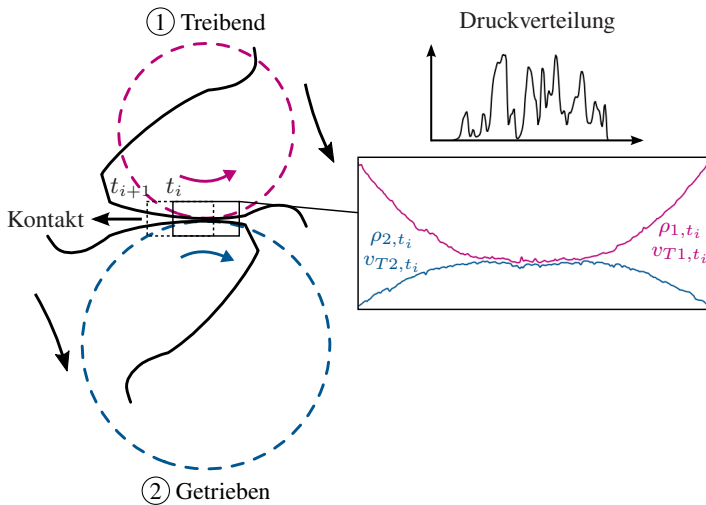 ① Treibend
Druckverteilung
t_{i+1} t_i
Kontakt
ρ_{2,t_i}
v_{T2,t_i}
ρ_{1,t_i}
v_{T1,t_i}
② Getrieben